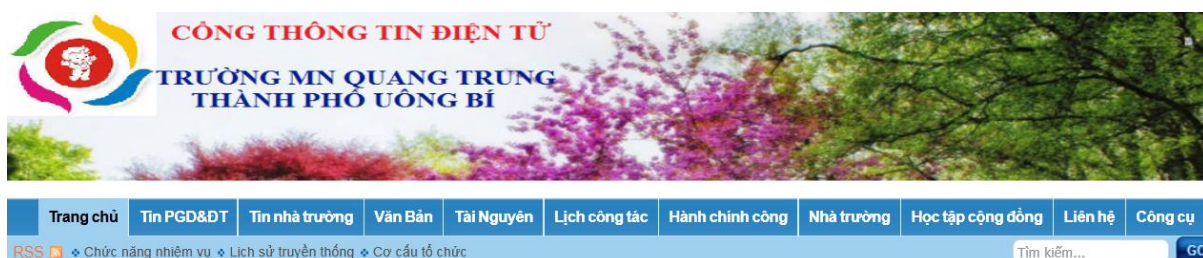 CỔNG THÔNG TIN ĐIỆN TỬ
TRƯỜNG MN QUANG TRUNG
THÀNH PHỐ UÔNG BÍ
Trang chủ Tin PGD&ĐT Tin nhà trường Văn Bản Tài Nguyên Lịch công tác Hành chính công Nhà trường Học tập cộng đồng Liên hệ Công cụ
RSS Chức năng nhiệm vụ Lịch sử truyền thống Cơ cấu tổ chức Tìm kiếm... GO